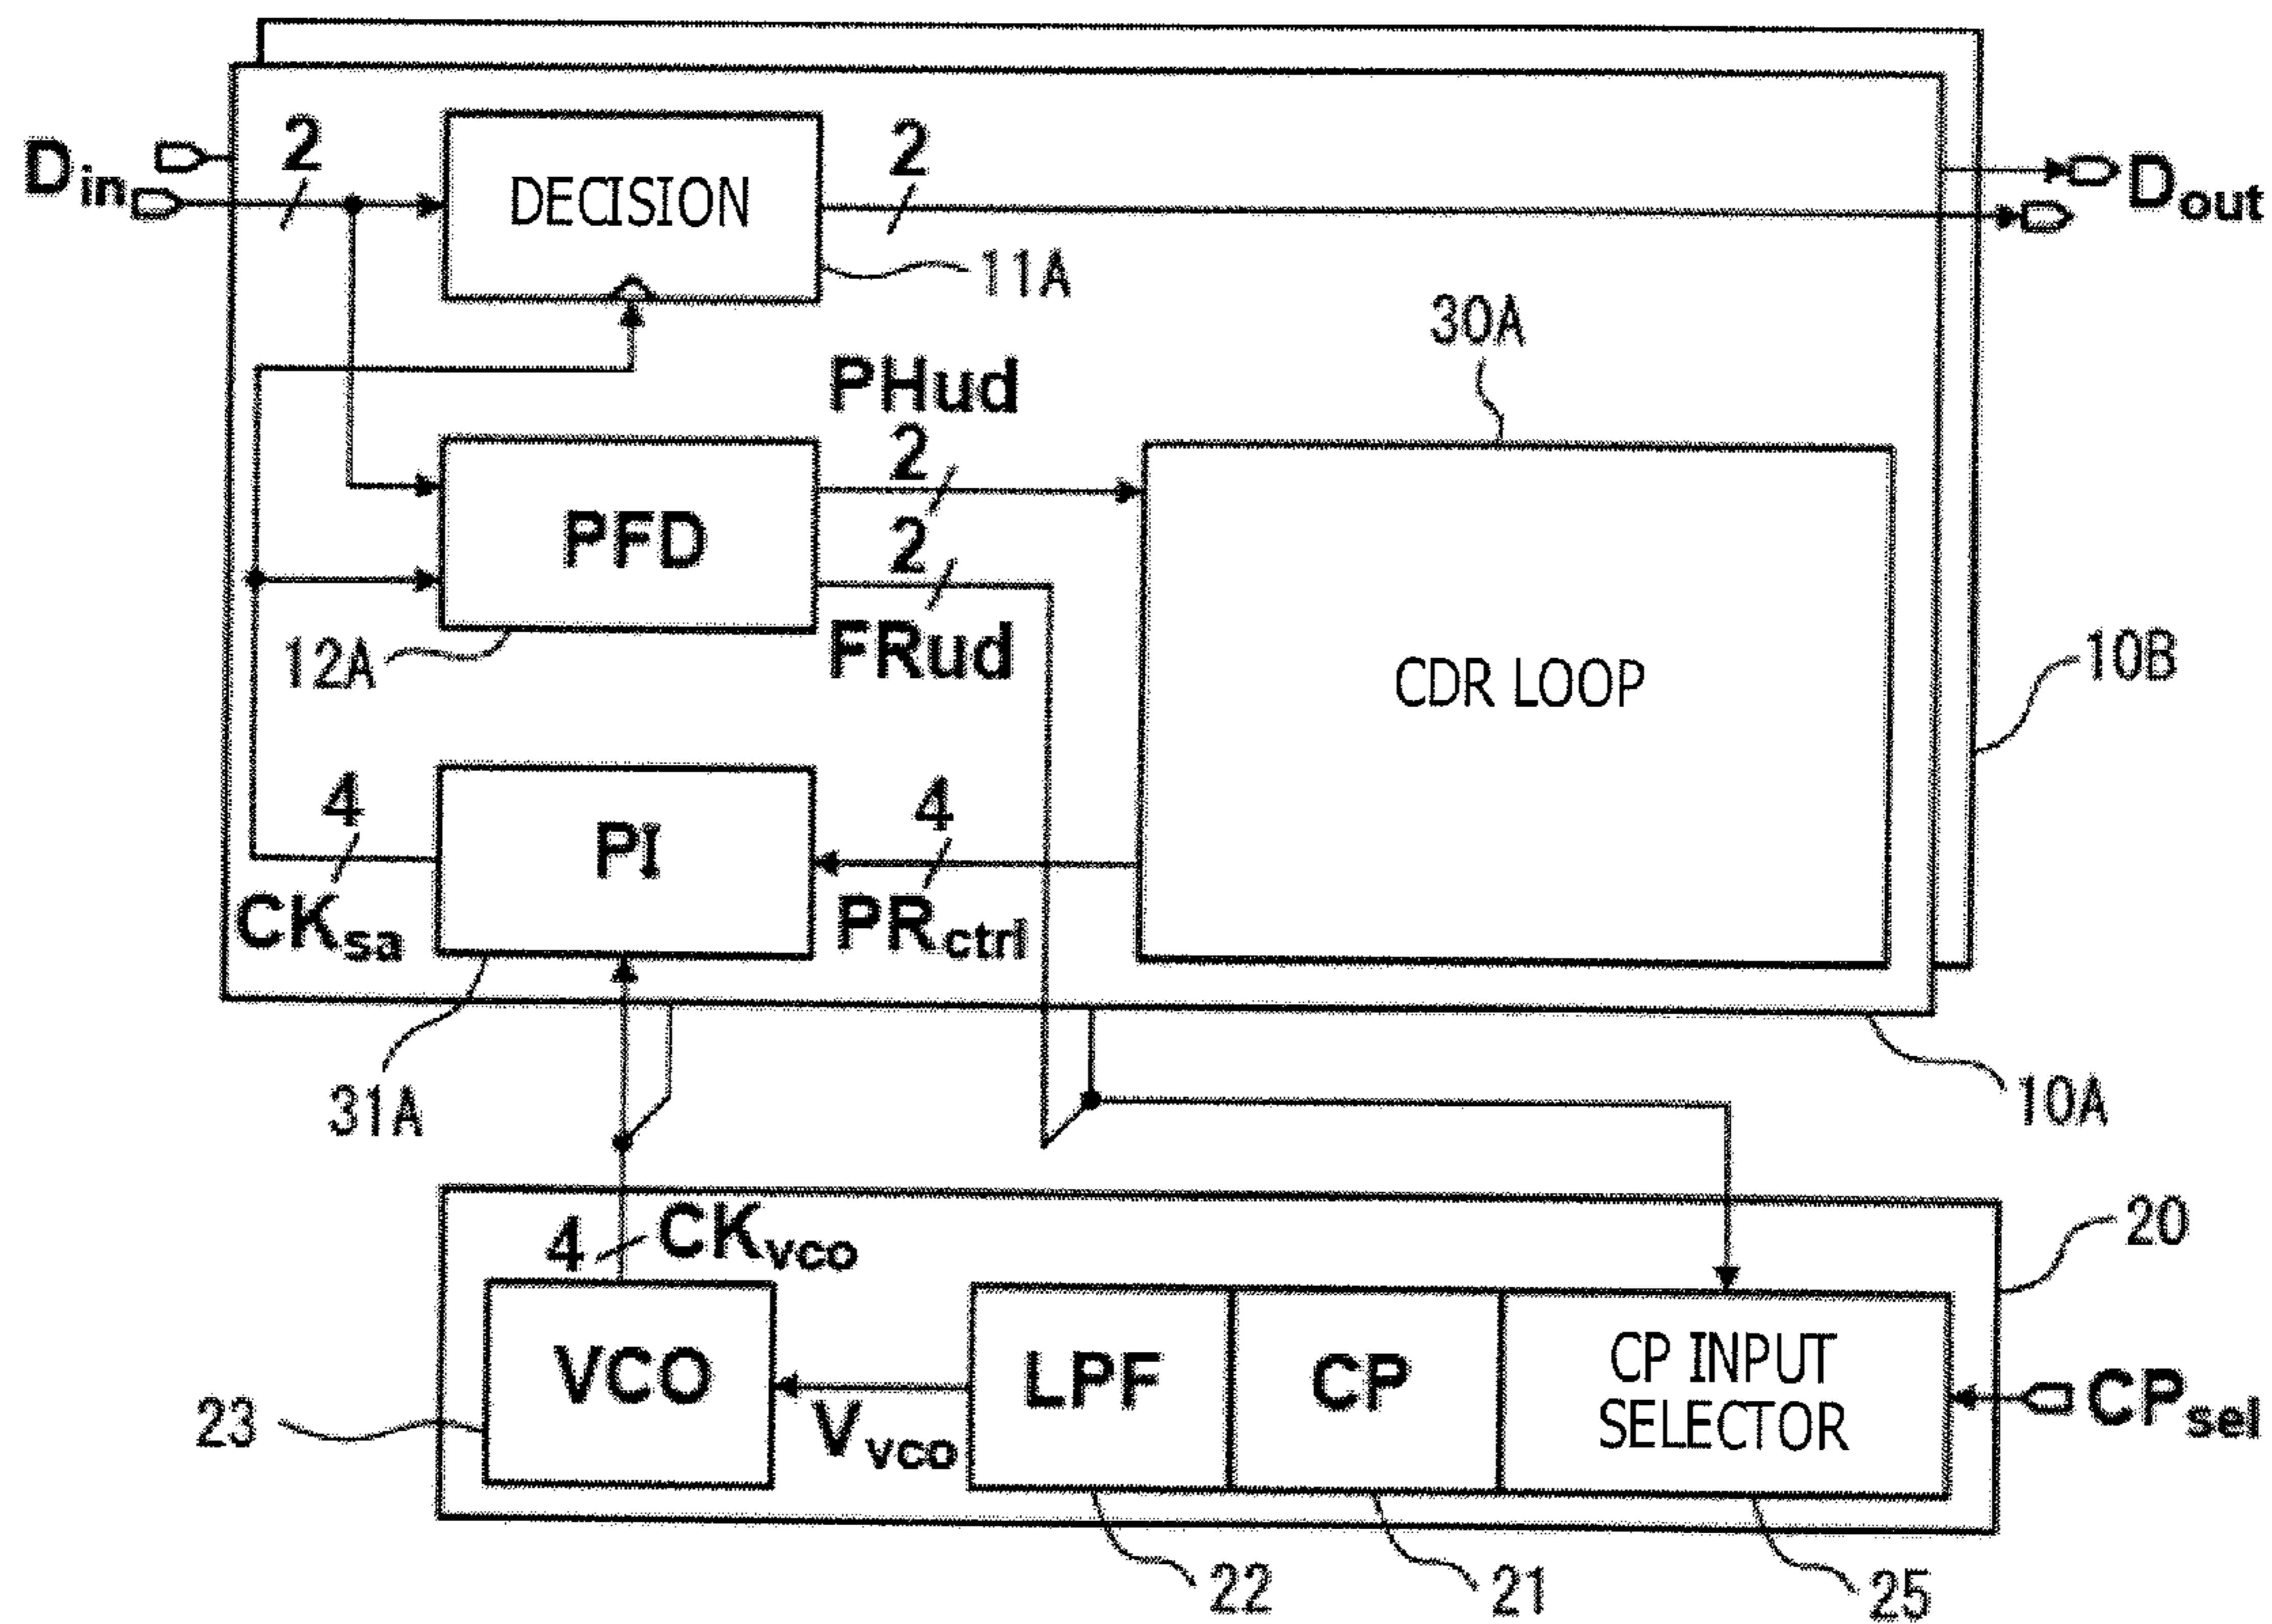 Din
2
DECISION
2
Dout
11A
30A
PHud
2
PFD
2
FRud
12A
CDR LOOP
10B
4
PI
4
CKsa
PRctrl
31A
10A
4
CKvco
20
VCO
LPF
CP
CP INPUT
SELECTOR
CPsel
23
Vvco
22
21
25